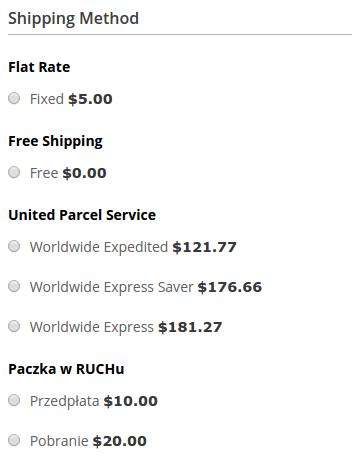 Shipping Method
Flat Rate
Fixed $5.00
Free Shipping
Free $0.00
United Parcel Service
Worldwide Expedited $121.77
Worldwide Express Saver $176.66
Worldwide Express $181.27
Paczka w RUCHu
Przedpłata $10.00
Pobranie $20.00